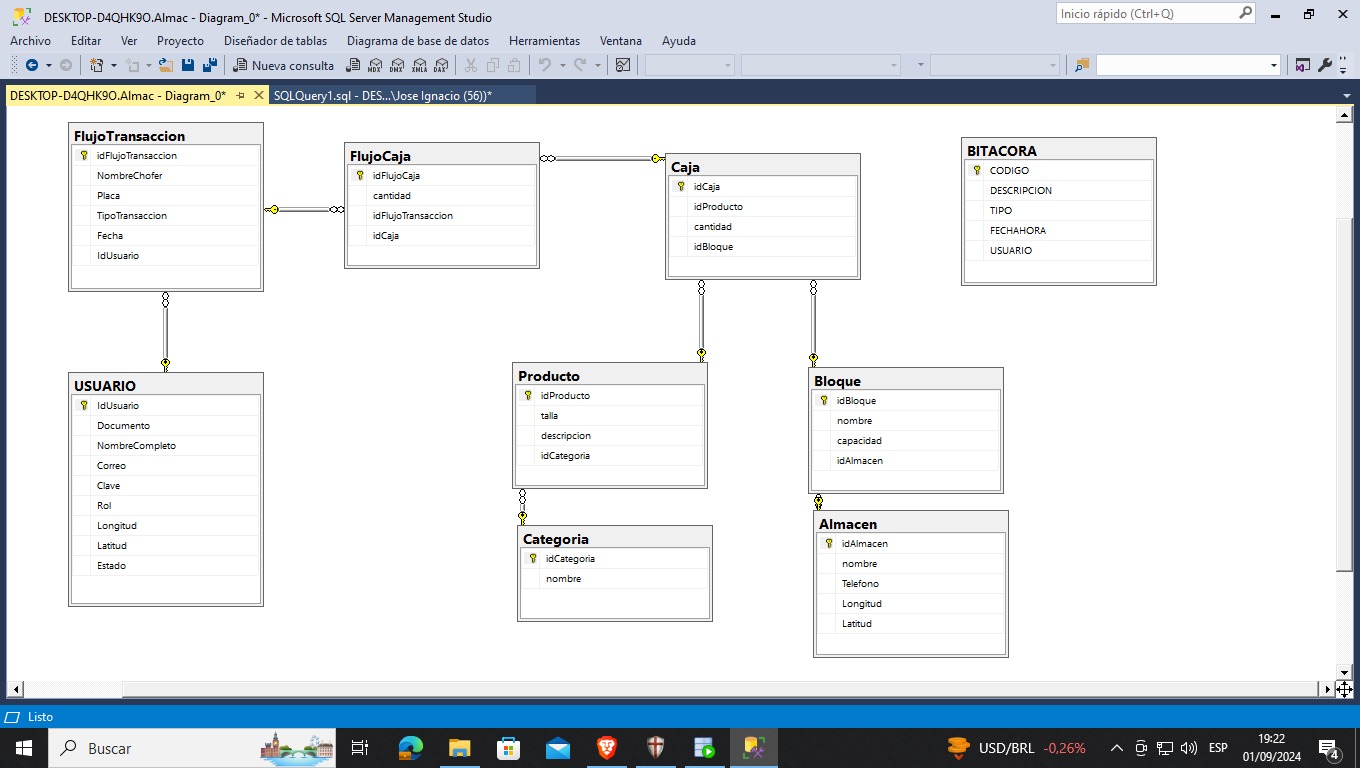 DESKTOP-D4QHK9O.Almac - Diagram_0* - Microsoft SQL Server Management Studio
Inicio rápido (Ctrl+Q)
Archivo Editar Ver Proyecto Diseñador de tablas Diagrama de base de datos Herramientas Ventana Ayuda
Nueva consulta MDX DMX XMLA DAX
DESKTOP-D4QHK9O.Almac - Diagram_0* SQLQuery1.sql - DES...\Jose Ignacio (56))*
FlujoTransaccion
idFlujoTransaccion
NombreChofer
Placa
TipoTransaccion
Fecha
IdUsuario
FlujoCaja
idFlujoCaja
cantidad
idFlujoTransaccion
idCaja
Caja
idCaja
idProducto
cantidad
idBloque
BITACORA
CODIGO
DESCRIPCION
TIPO
FECHAHORA
USUARIO
USUARIO
IdUsuario
Documento
NombreCompleto
Correo
Clave
Rol
Longitud
Latitud
Estado
Producto
idProducto
talla
descripcion
idCategoria
Bloque
idBloque
nombre
capacidad
idAlmacen
Categoria
idCategoria
nombre
Almacen
idAlmacen
nombre
Telefono
Longitud
Latitud
Listo
Buscar
USD/BRL -0,26%
ESP
19:22
01/09/2024
4